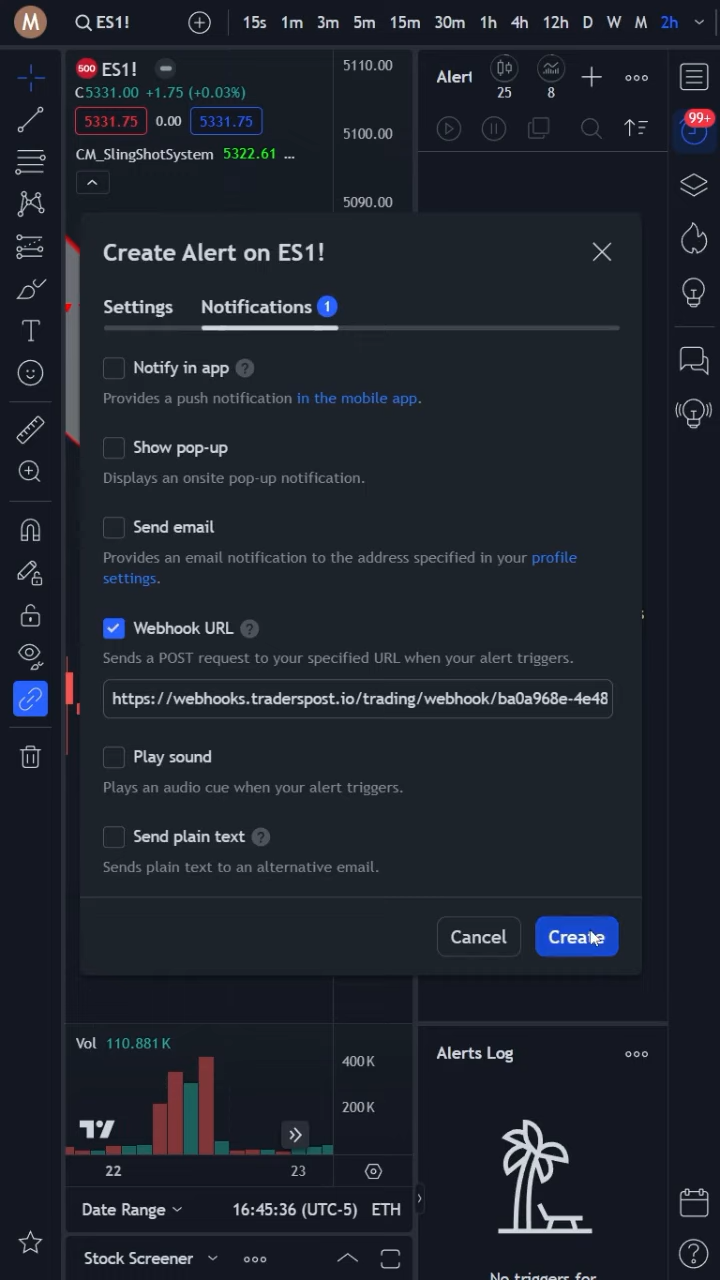 M
ES1!
15s 1m 3m 5m 15m 30m 1h 4h 12h D W M 2h
500 ES1!
C5331.00 +1.75 (+0.03%)
5331.75 0.00 5331.75
CM_SlingShotSystem 5322.61 ...
5110.00
5100.00
5090.00
Alert
25 8
99+
Create Alert on ES1!
Settings Notifications 1
Notify in app ?
Provides a push notification in the mobile app.
Show pop-up
Displays an onsite pop-up notification.
Send email
Provides an email notification to the address specified in your profile
settings.
Webhook URL ?
Sends a POST request to your specified URL when your alert triggers.
https://webhooks.traderspost.io/trading/webhook/ba0a968e-4e48
Play sound
Plays an audio cue when your alert triggers.
Send plain text ?
Sends plain text to an alternative email.
Cancel Create
Vol 110.881K
400K
200K
22 23
Date Range 16:45:36 (UTC-5) ETH
Stock Screener
Alerts Log
No triggers for